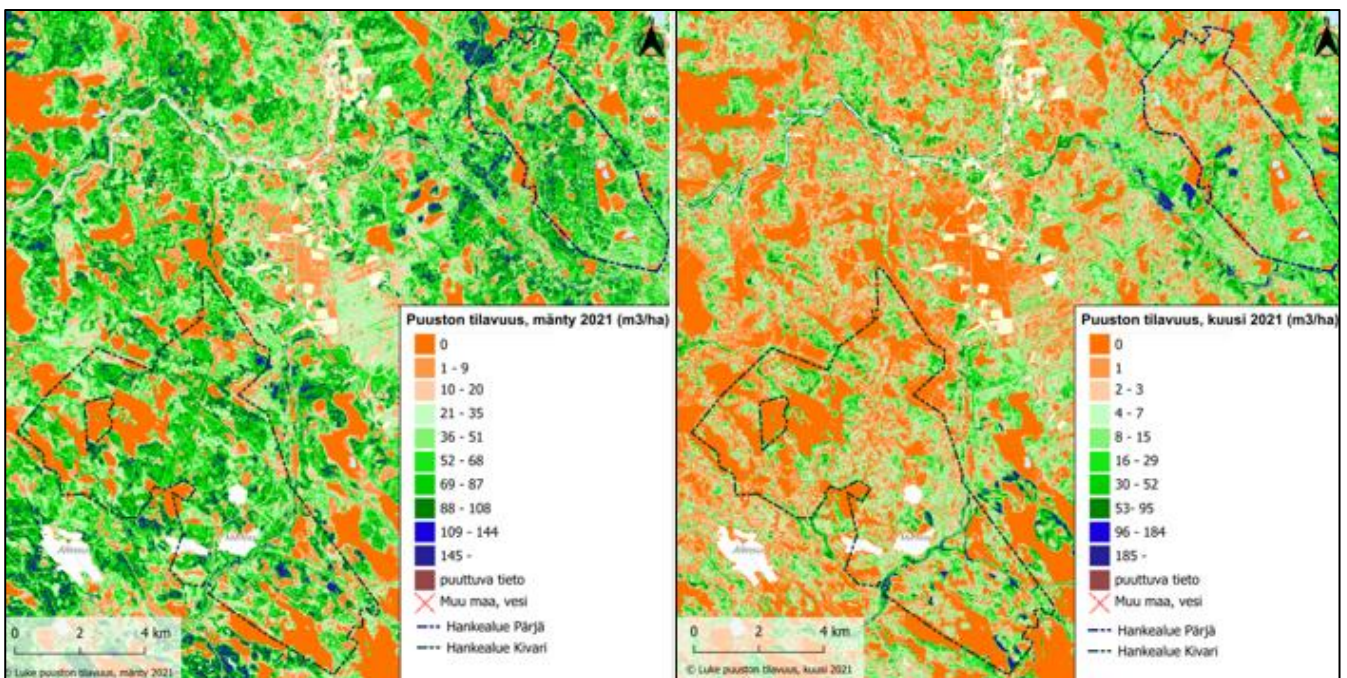 Puuston tilavuus, mänty 2021 (m3/ha)
0
1 - 9
10 - 20
21 - 35
36 - 51
52 - 68
69 - 87
88 - 108
109 - 144
145 -
puuttuva tieto
Muu maa, vesi
Hankealue Pärjä
Hankealue Kivari
0 2 4 km
© Luke puuston tilavuus, mänty 2021
Puuston tilavuus, kuusi 2021 (m3/ha)
0
1
2 - 3
4 - 7
8 - 15
16 - 29
30 - 52
53- 95
96 - 184
185 -
puuttuva tieto
Muu maa, vesi
Hankealue Pärjä
Hankealue Kivari
0 2 4 km
© Luke puuston tilavuus, kuusi 2021